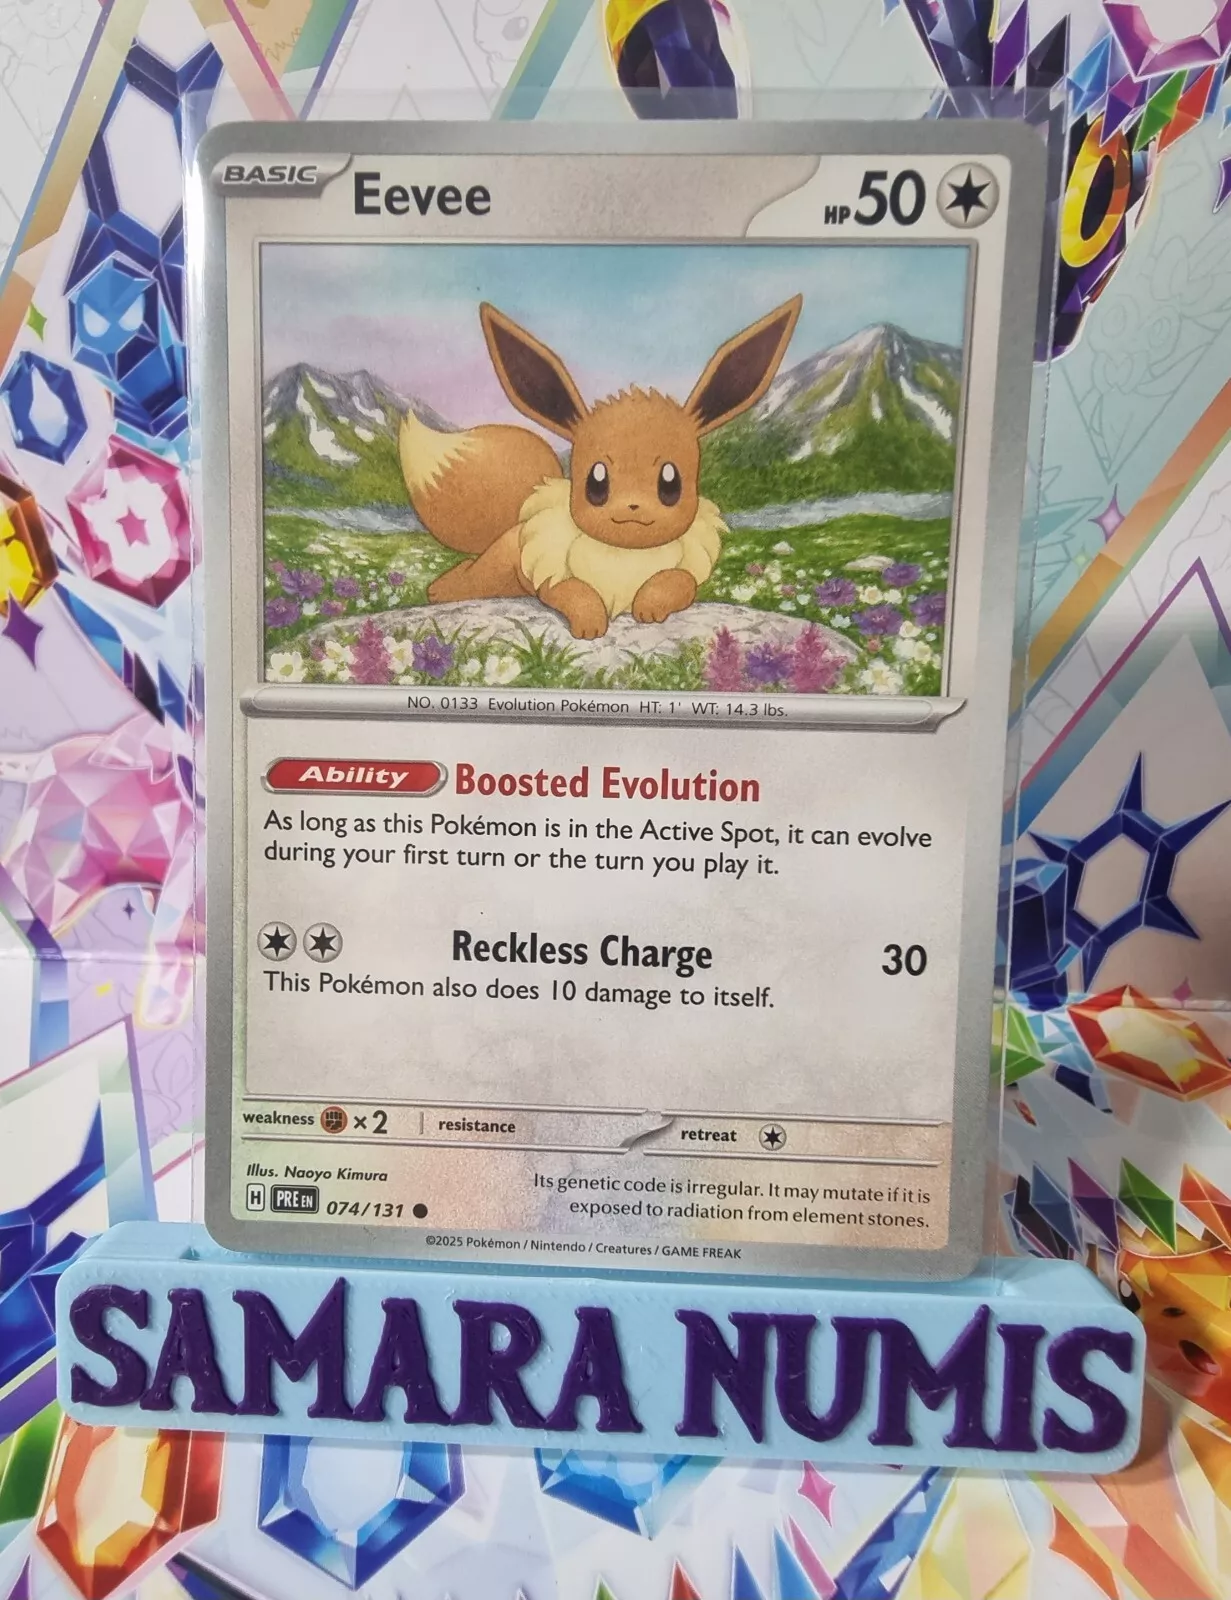 BASIC Eevee HP 50
NO. 0133 Evolution Pokémon HT: 1' WT: 14.3 lbs.
Ability Boosted Evolution
As long as this Pokémon is in the Active Spot, it can evolve
during your first turn or the turn you play it.
Reckless Charge 30
This Pokémon also does 10 damage to itself.
weakness ×2 resistance retreat
Illus. Naoyo Kimura
H PRE EN 074/131
Its genetic code is irregular. It may mutate if it is
exposed to radiation from element stones.
©2025 Pokémon / Nintendo / Creatures / GAME FREAK
SAMARA NUMIS